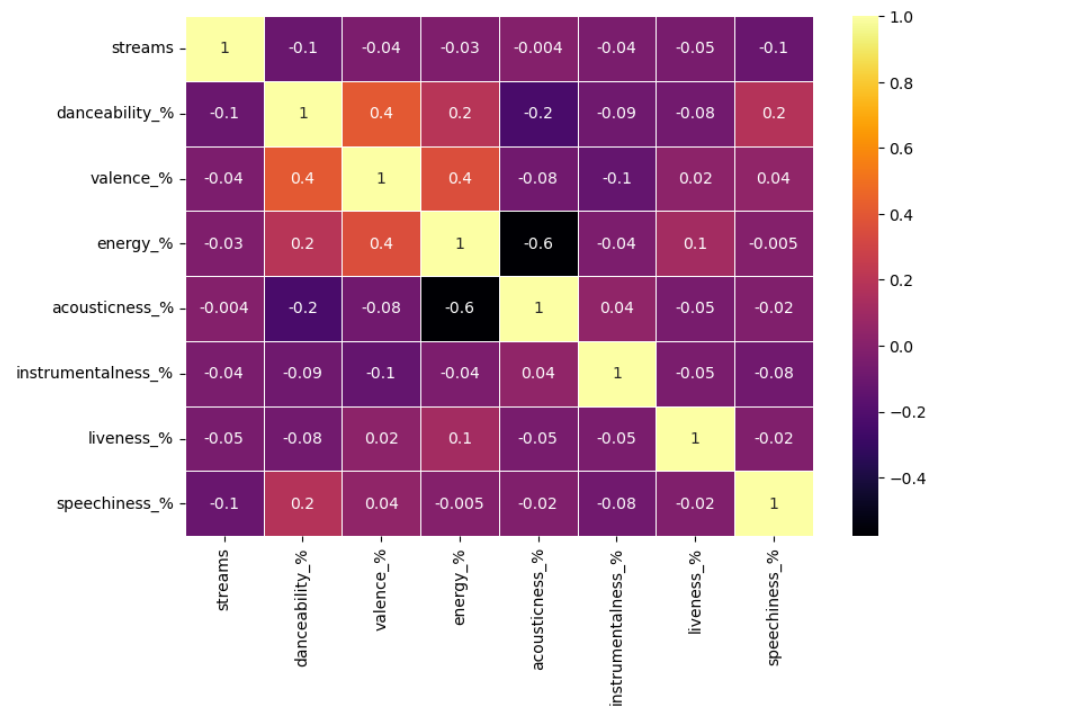 streams 1 -0.1 -0.04 -0.03 -0.004 -0.04 -0.05 -0.1
danceability_% -0.1 1 0.4 0.2 -0.2 -0.09 -0.08 0.2
valence_% -0.04 0.4 1 0.4 -0.08 -0.1 0.02 0.04
energy_% -0.03 0.2 0.4 1 -0.6 -0.04 0.1 -0.005
acousticness_% -0.004 -0.2 -0.08 -0.6 1 0.04 -0.05 -0.02
instrumentalness_% -0.04 -0.09 -0.1 -0.04 0.04 1 -0.05 -0.08
liveness_% -0.05 -0.08 0.02 0.1 -0.05 -0.05 1 -0.02
speechiness_% -0.1 0.2 0.04 -0.005 -0.02 -0.08 -0.02 1
streams
danceability_%
valence_%
energy_%
acousticness_%
instrumentalness_%
liveness_%
speechiness_%
1.0
0.8
0.6
0.4
0.2
0.0
−0.2
−0.4